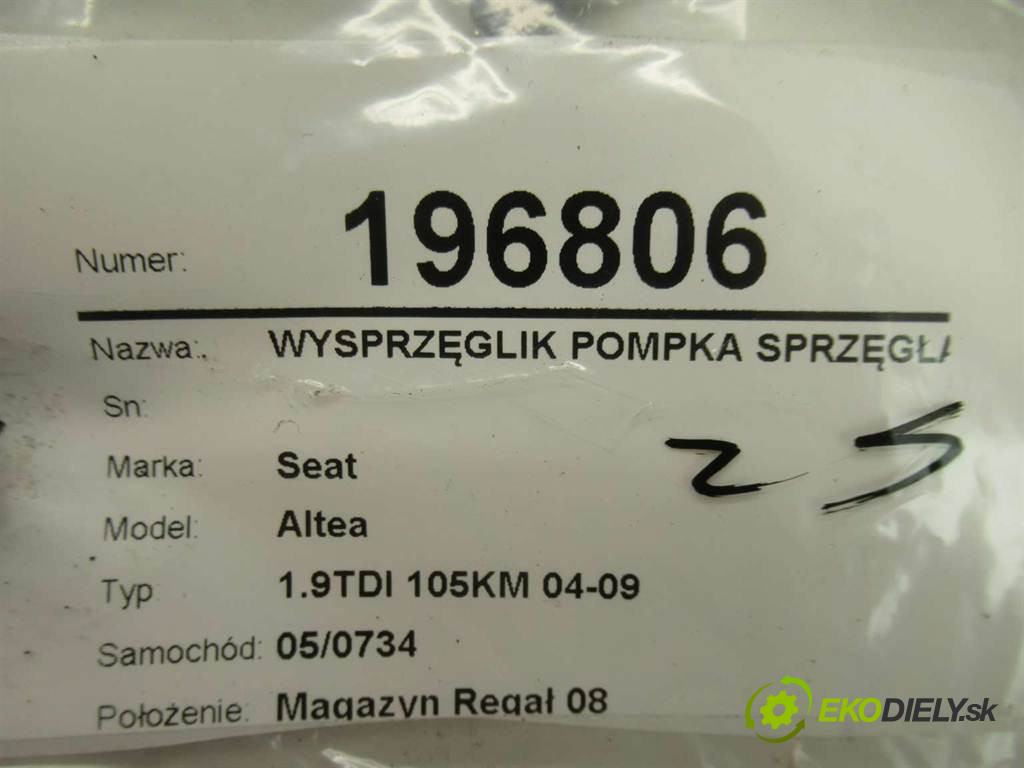 Numer: 196806
Nazwa: WYSPRZĘGLIK POMPKA SPRZĘGŁA
Sn:
Marka: Seat
Model: Altea
Typ 1.9TDI 105KM 04-09
Samochód: 05/0734
Położenie: Magazyn Regał 08
25
EKODIELY.sk